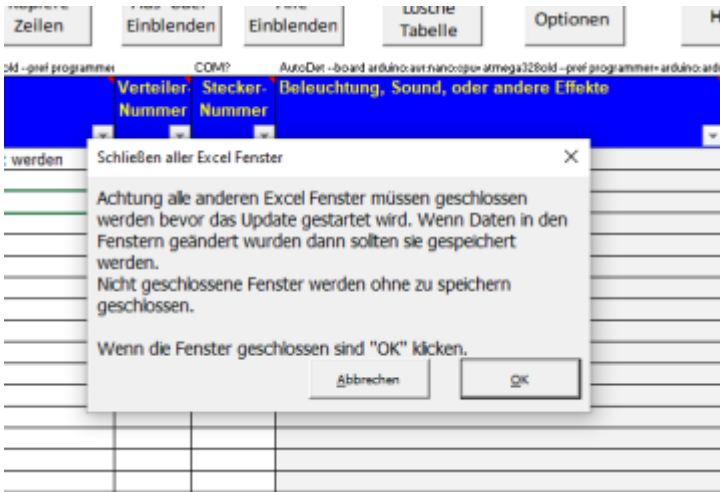 Zeilen
Einblenden
Einblenden
Lösche
Tabelle
Optionen
COM?
Verteiler-
Nummer
Stecker-
Nummer
Beleuchtung, Sound, oder andere Effekte
werden
Schließen aller Excel Fenster
Achtung alle anderen Excel Fenster müssen geschlossen
werden bevor das Update gestartet wird. Wenn Daten in den
Fenstern geändert wurden dann sollten sie gespeichert
werden.
Nicht geschlossene Fenster werden ohne zu speichern
geschlossen.
Wenn die Fenster geschlossen sind "OK" klicken.
Abbrechen
OK